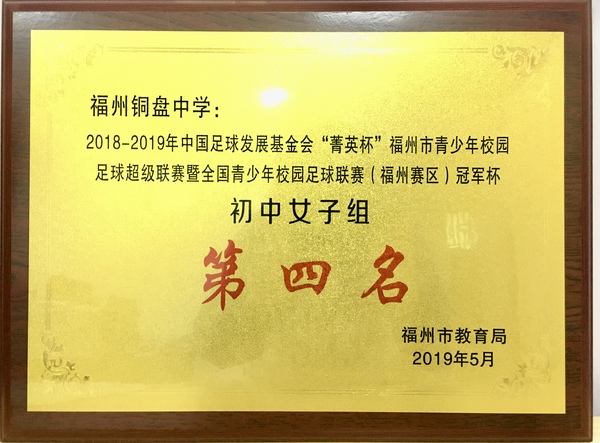 福州铜盘中学：
2018-2019年中国足球发展基金会“菁英杯”福州市青少年校园
足球超级联赛暨全国青少年校园足球联赛（福州赛区）冠军杯
初中女子组
第四名
福州市教育局
2019年5月